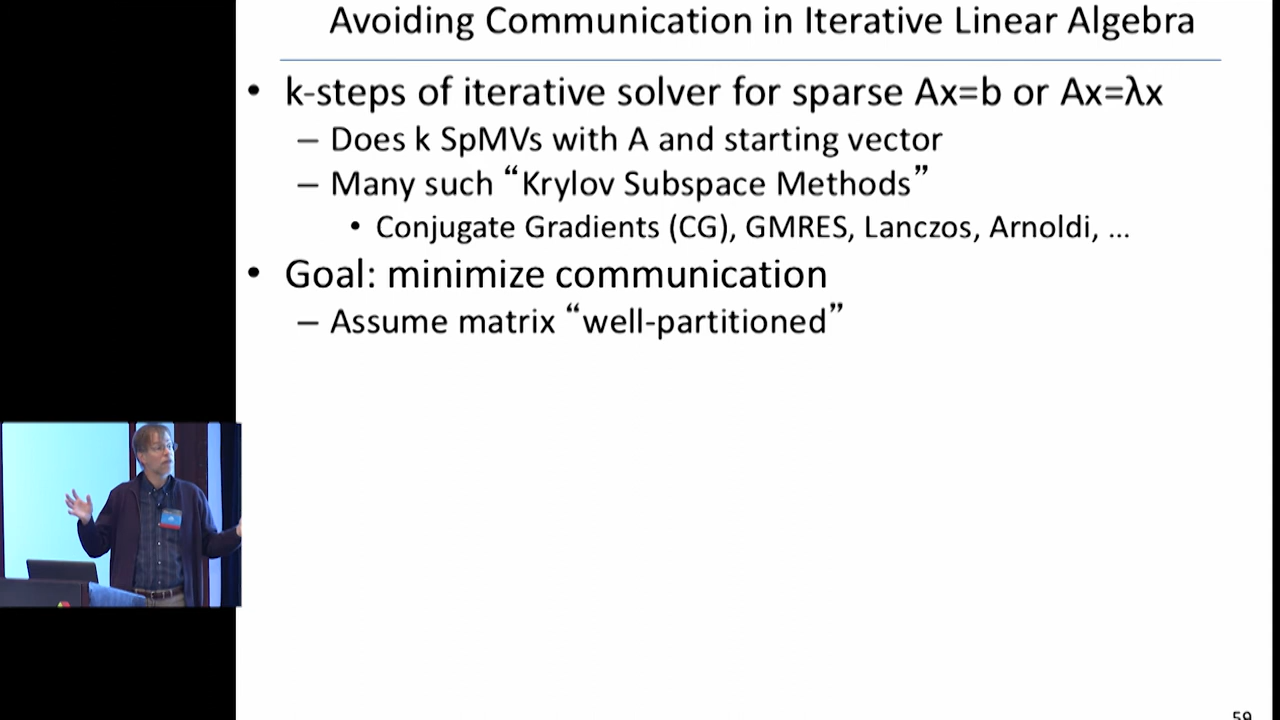 Avoiding Communication in Iterative Linear Algebra
• k-steps of iterative solver for sparse Ax=b or Ax=λx
– Does k SpMVs with A and starting vector
– Many such “Krylov Subspace Methods”
• Conjugate Gradients (CG), GMRES, Lanczos, Arnoldi, …
• Goal: minimize communication
– Assume matrix “well-partitioned”
59